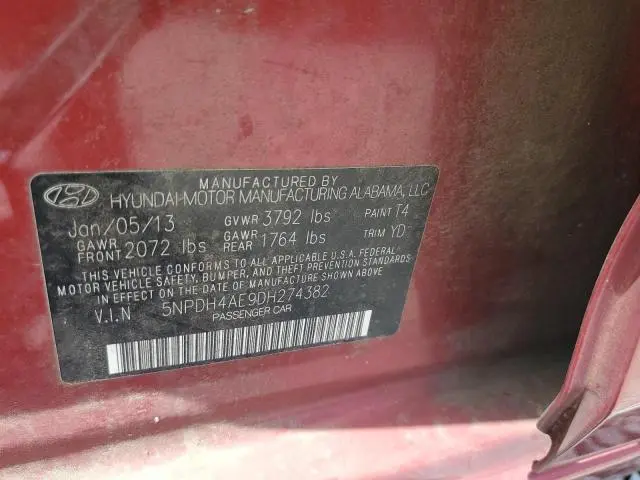 MANUFACTURED BY
HYUNDAI MOTOR MANUFACTURING ALABAMA, LLC
Jan/05/13 GVWR 3792 lbs PAINT T4
GAWR FRONT 2072 lbs GAWR REAR 1764 lbs TRIM YD
THIS VEHICLE CONFORMS TO ALL APPLICABLE U.S.A. FEDERAL
MOTOR VEHICLE SAFETY, BUMPER, AND THEFT PREVENTION STANDARDS
IN EFFECT ON THE DATE OF MANUFACTURE SHOWN ABOVE.
V.I.N 5NPDH4AE9DH274382
PASSENGER CAR